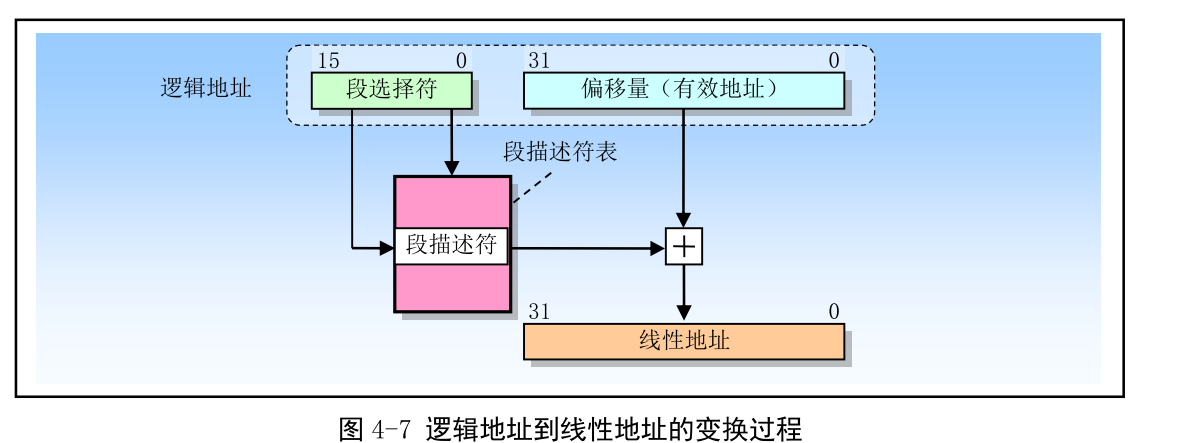 15 0 31 0
逻辑地址 段选择符 偏移量（有效地址）
段描述符表
段描述符 +
31 0
线性地址
图 4-7 逻辑地址到线性地址的变换过程